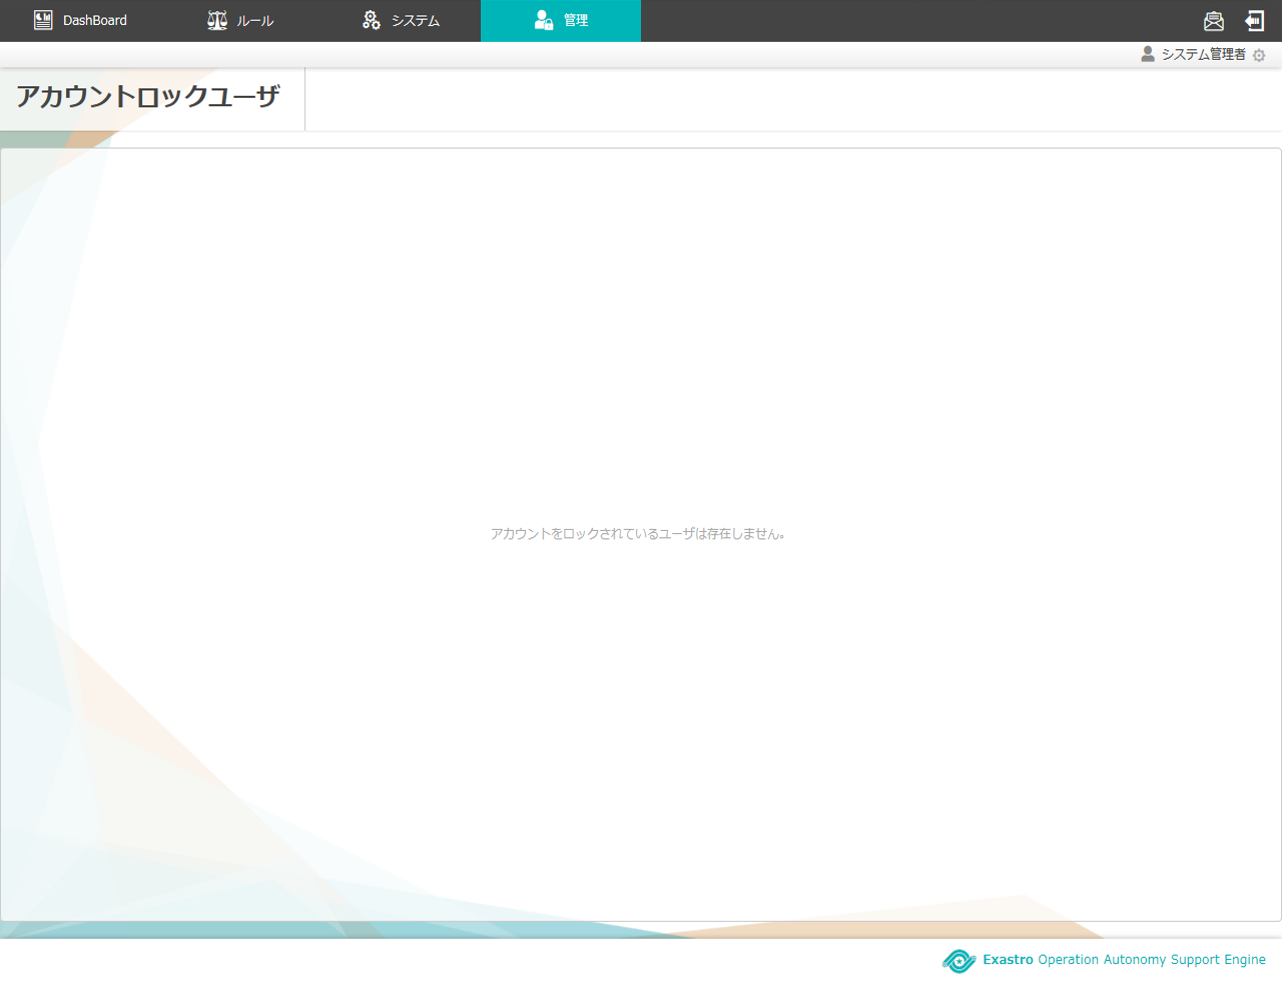 DashBoard
ルール
システム
管理
システム管理者
アカウントロックユーザ
アカウントをロックされているユーザは存在しません。
Exastro Operation Autonomy Support Engine